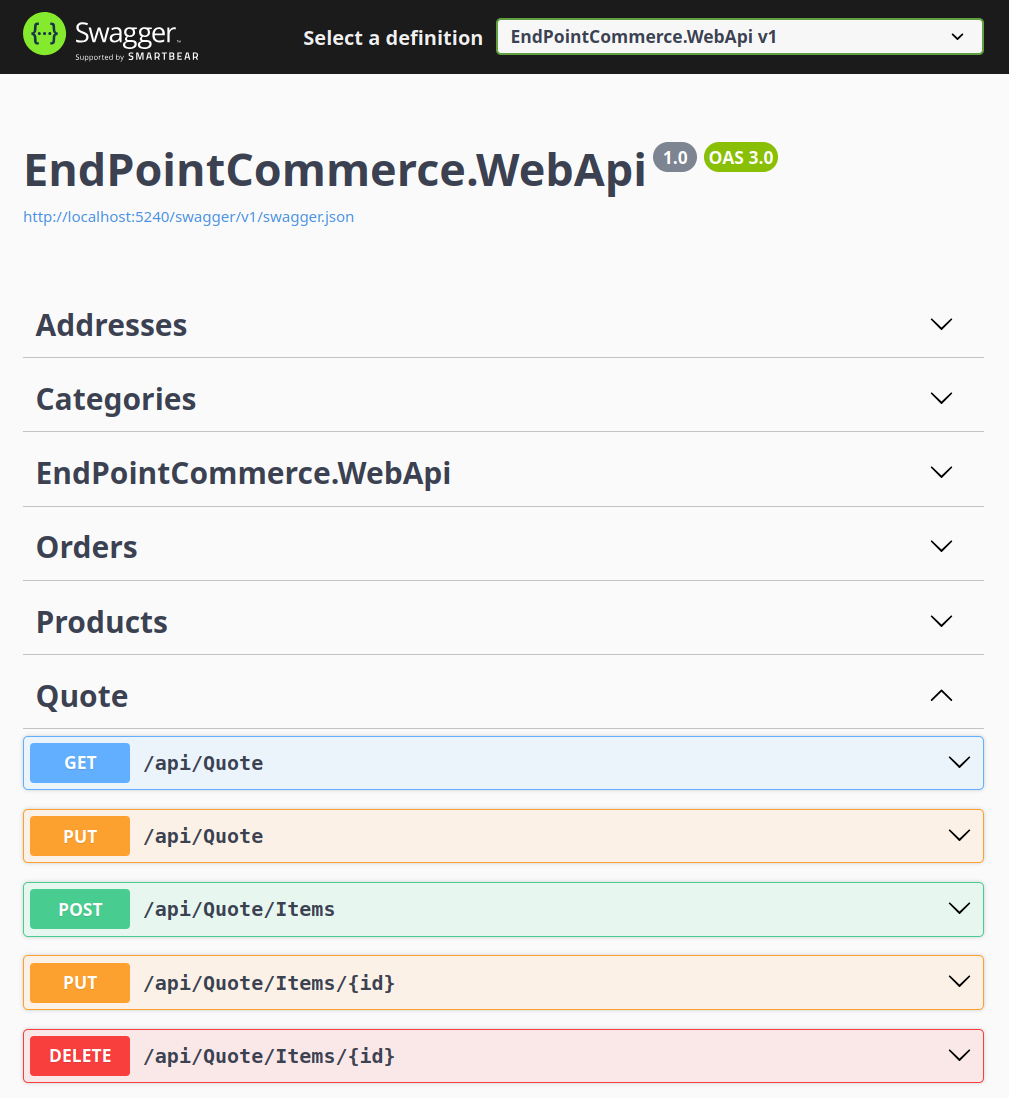 {···} Swagger™
Supported by SMARTBEAR
Select a definition
EndPointCommerce.WebApi v1
EndPointCommerce.WebApi 1.0 OAS 3.0
http://localhost:5240/swagger/v1/swagger.json
Addresses
Categories
EndPointCommerce.WebApi
Orders
Products
Quote
GET /api/Quote
PUT /api/Quote
POST /api/Quote/Items
PUT /api/Quote/Items/{id}
DELETE /api/Quote/Items/{id}